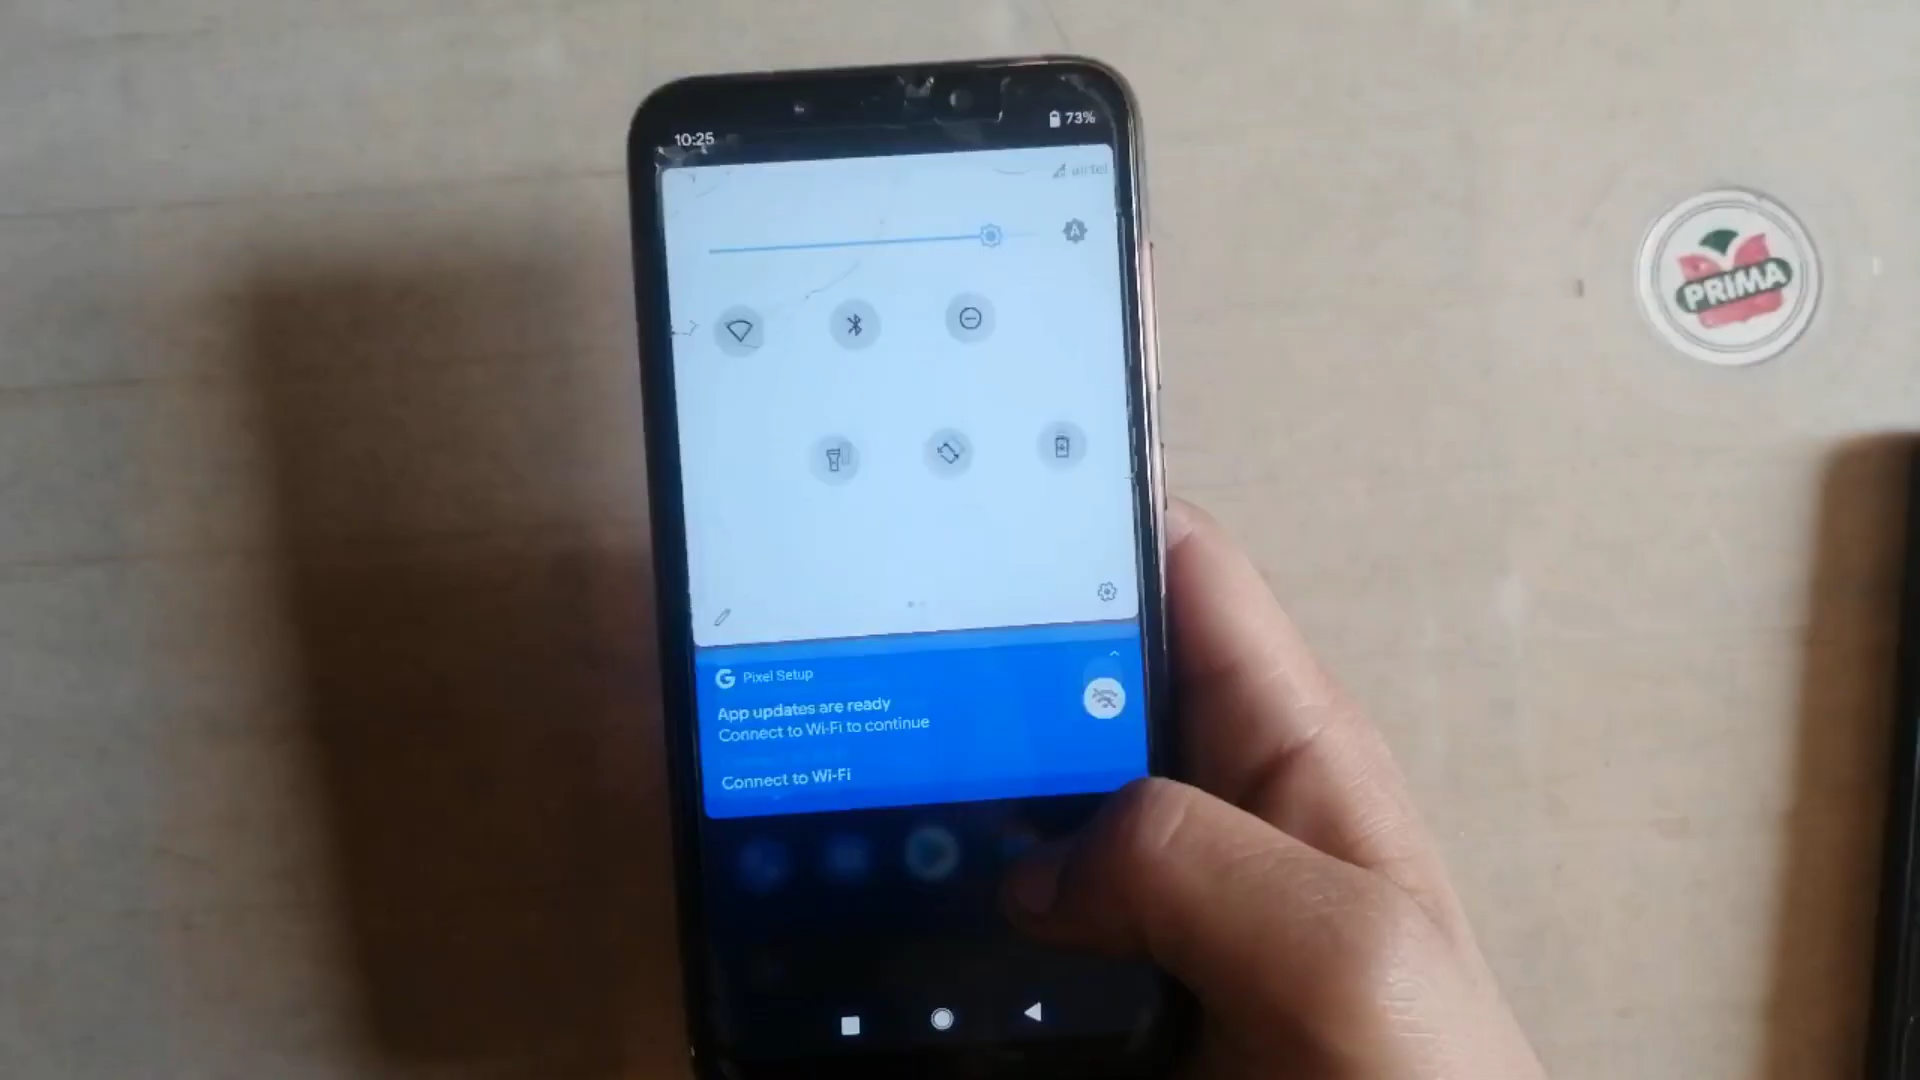 10:25
73%
airtel
A
G Pixel Setup
App updates are ready
Connect to Wi-Fi to continue
Connect to Wi-Fi
PRIMA